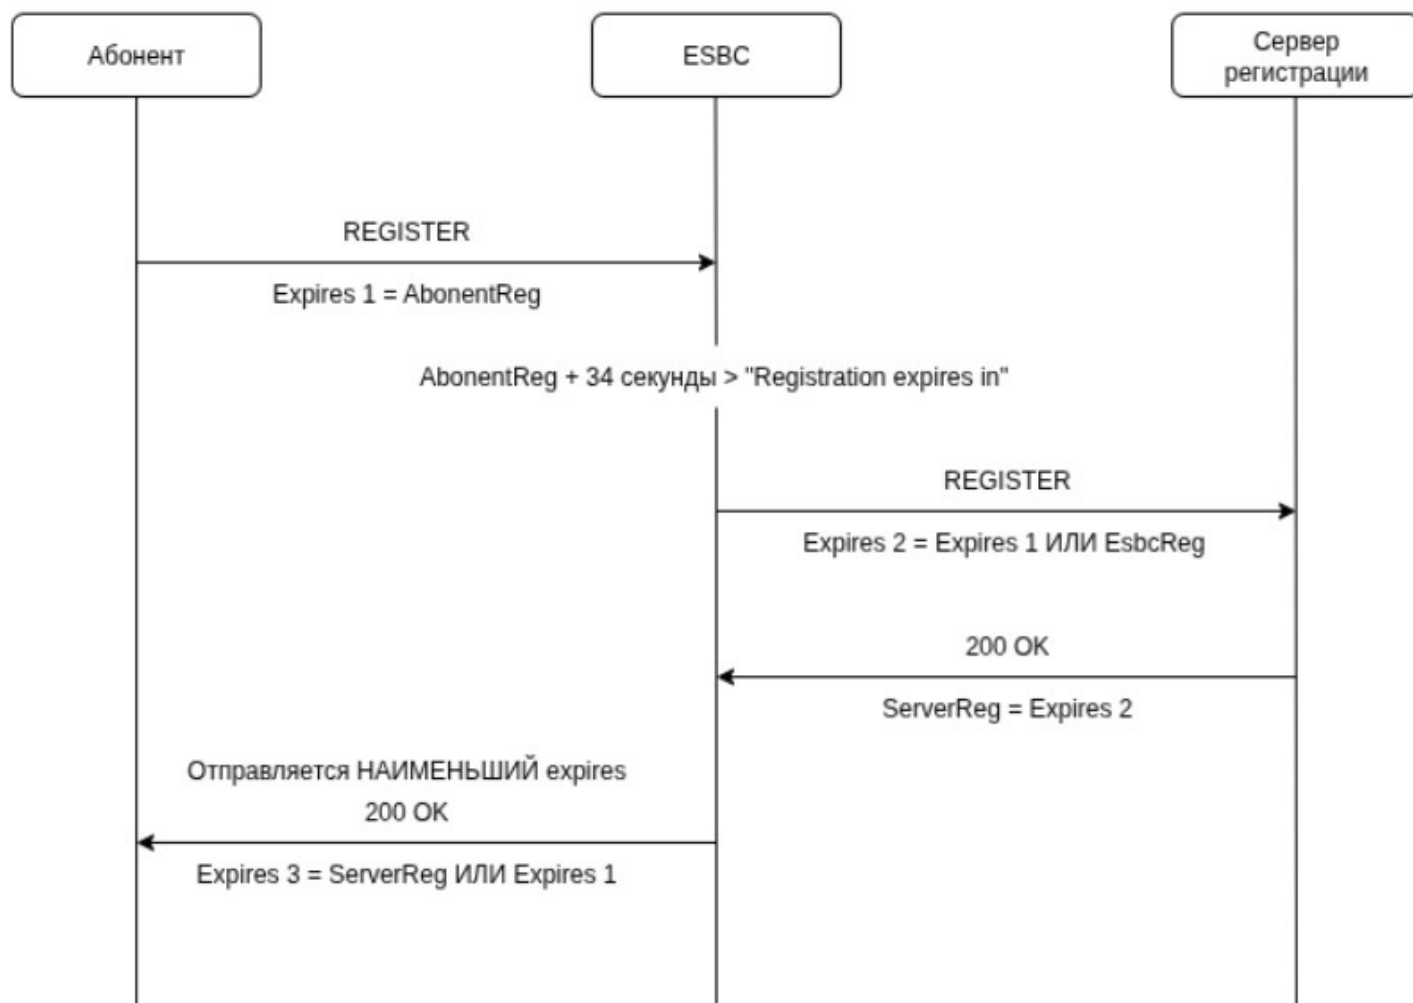 Абонент
ESBC
Сервер
регистрации
REGISTER
Expires 1 = AbonentReg
AbonentReg + 34 секунды > "Registration expires in"
REGISTER
Expires 2 = Expires 1 ИЛИ EsbcReg
200 OK
ServerReg = Expires 2
Отправляется НАИМЕНЬШИЙ expires
200 OK
Expires 3 = ServerReg ИЛИ Expires 1